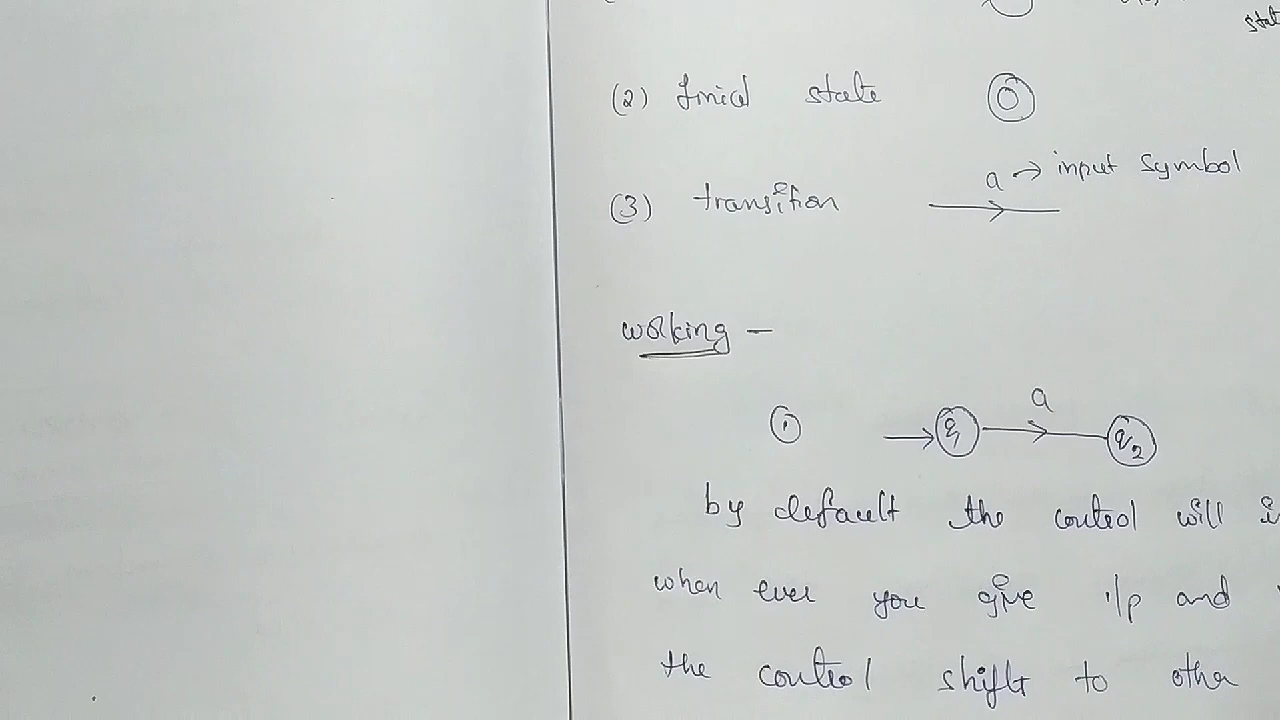 stat
(2) final state
a → input symbol
(3) transition
working —
① → q1 a q2
by default the control will i
when ever you give i/p and
the control shift to other